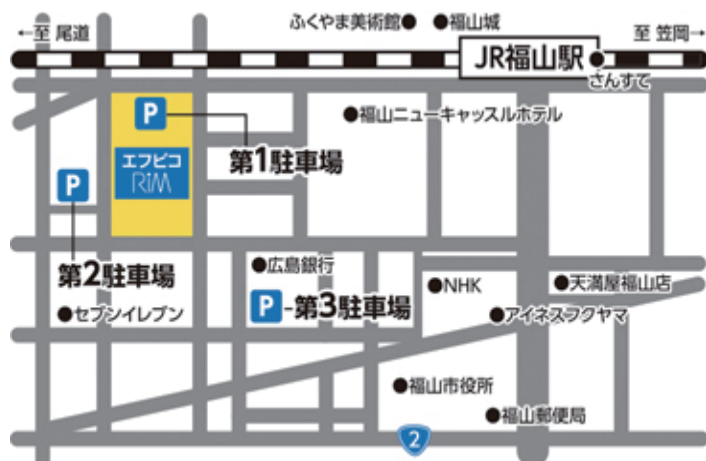 ←至 尾道
ふくやま美術館● ●福山城
至 笠岡→
JR福山駅
さんすて
P
●福山ニューキャッスルホテル
エフピコ
RiM
第1駐車場
P
第2駐車場
●広島銀行
●NHK
●天満屋福山店
P-第3駐車場
●セブンイレブン
●アイネスフクヤマ
●福山市役所
●福山郵便局
2